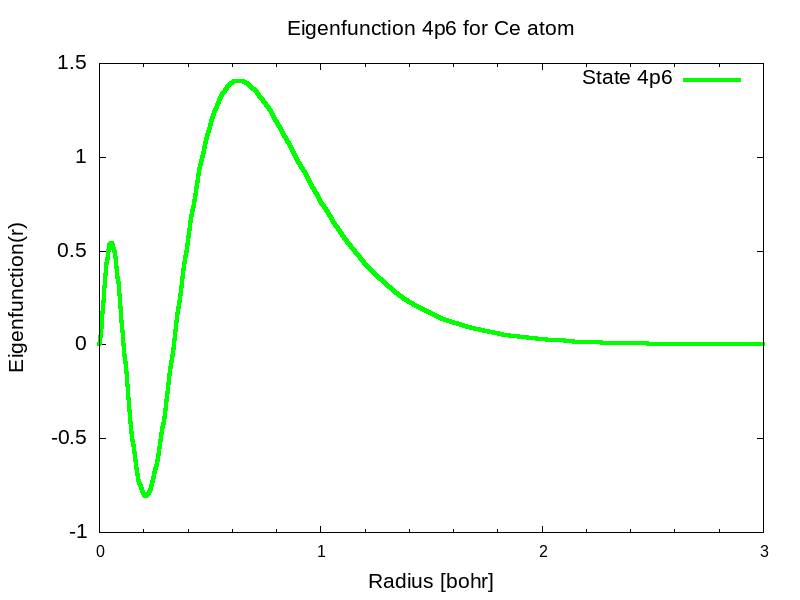 Eigenfunction 4p6 for Ce atom
State 4p6
1.5
1
0.5
0
-0.5
-1
Eigenfunction(r)
0 1 2 3
Radius [bohr]